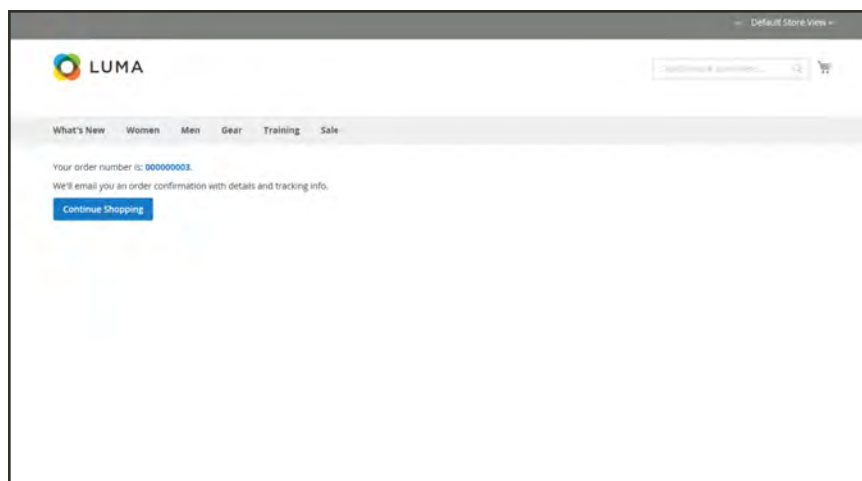 Default Store View
LUMA
What's New Women Men Gear Training Sale
Your order number is: 000000003.
We'll email you an order confirmation with details and tracking info.
Continue Shopping